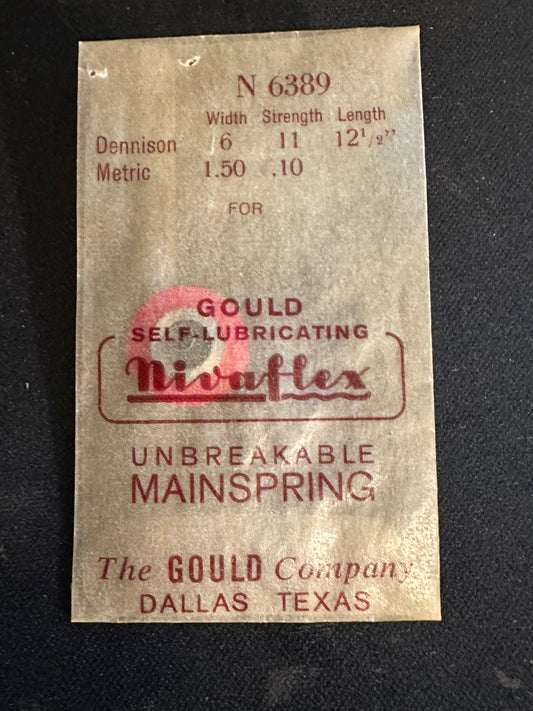 N 6389
Width Strength Length
Dennison 6 11 12 1/2"
Metric 1.50 .10
FOR
GOULD
SELF-LUBRICATING
Nivaflex
UNBREAKABLE
MAINSPRING
The GOULD Company
DALLAS TEXAS